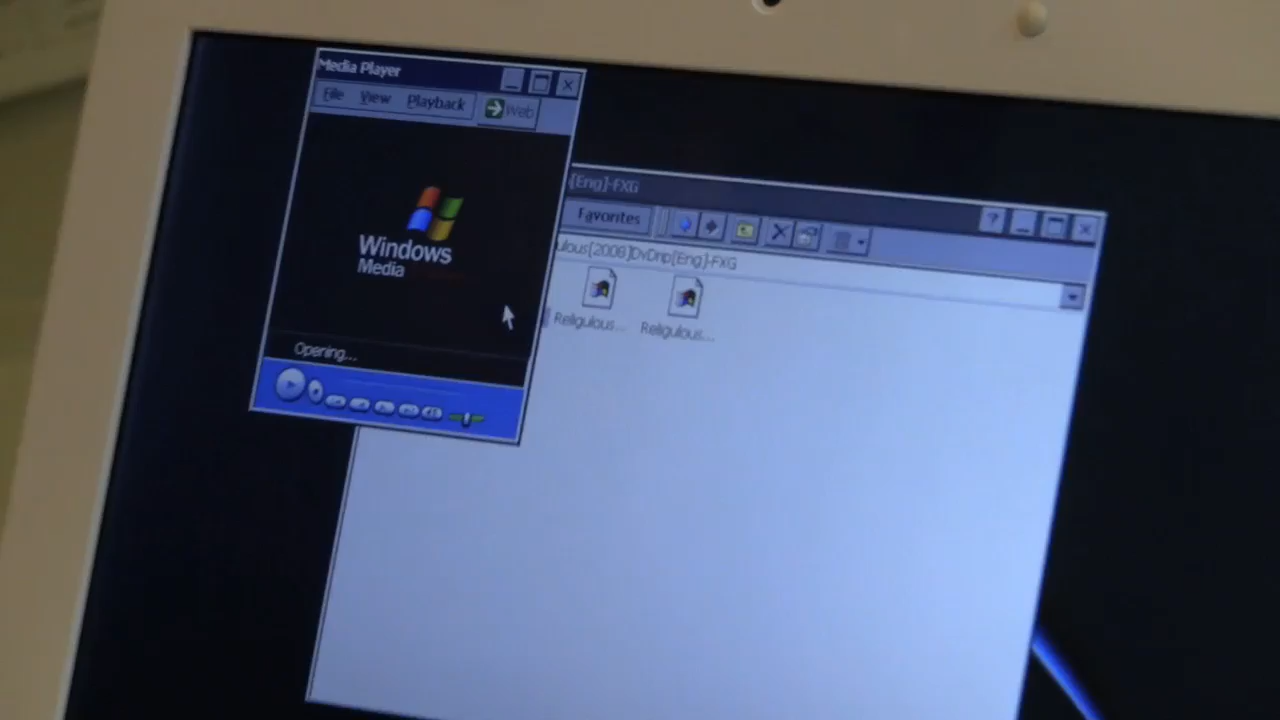 Media Player
File View Playback Web
Windows
Media
Opening...
[Eng]-FXG
Favorites
ulous[2008]DvDrip[Eng]-FXG
Religulous...
Religulous...